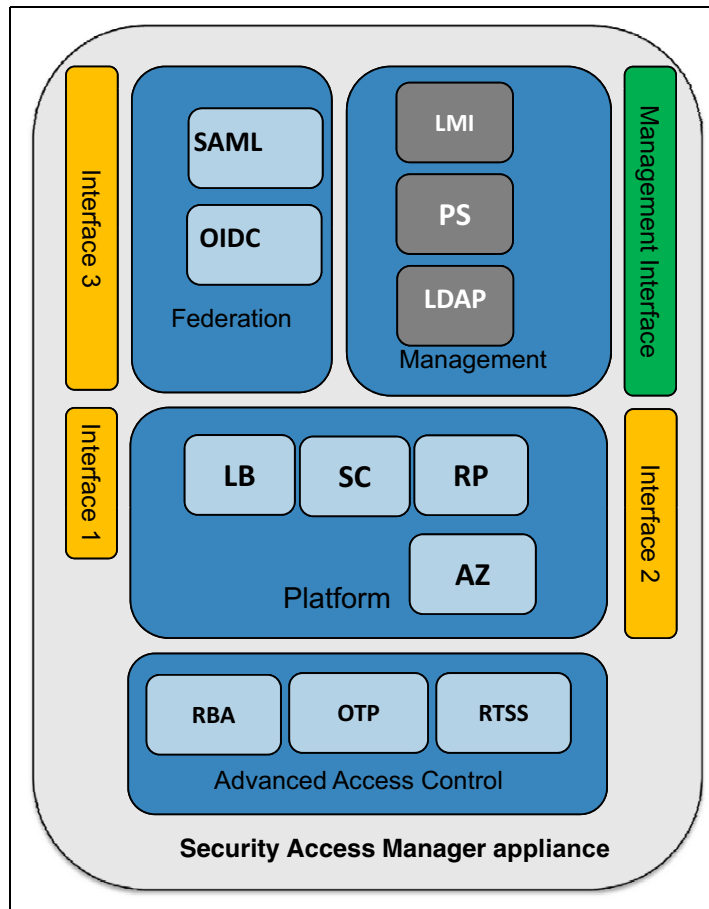 Interface 3
SAML
OIDC
Federation
LMI
PS
LDAP
Management
Management Interface
Interface 1
LB
SC
RP
AZ
Platform
Interface 2
RBA
OTP
RTSS
Advanced Access Control
Security Access Manager appliance